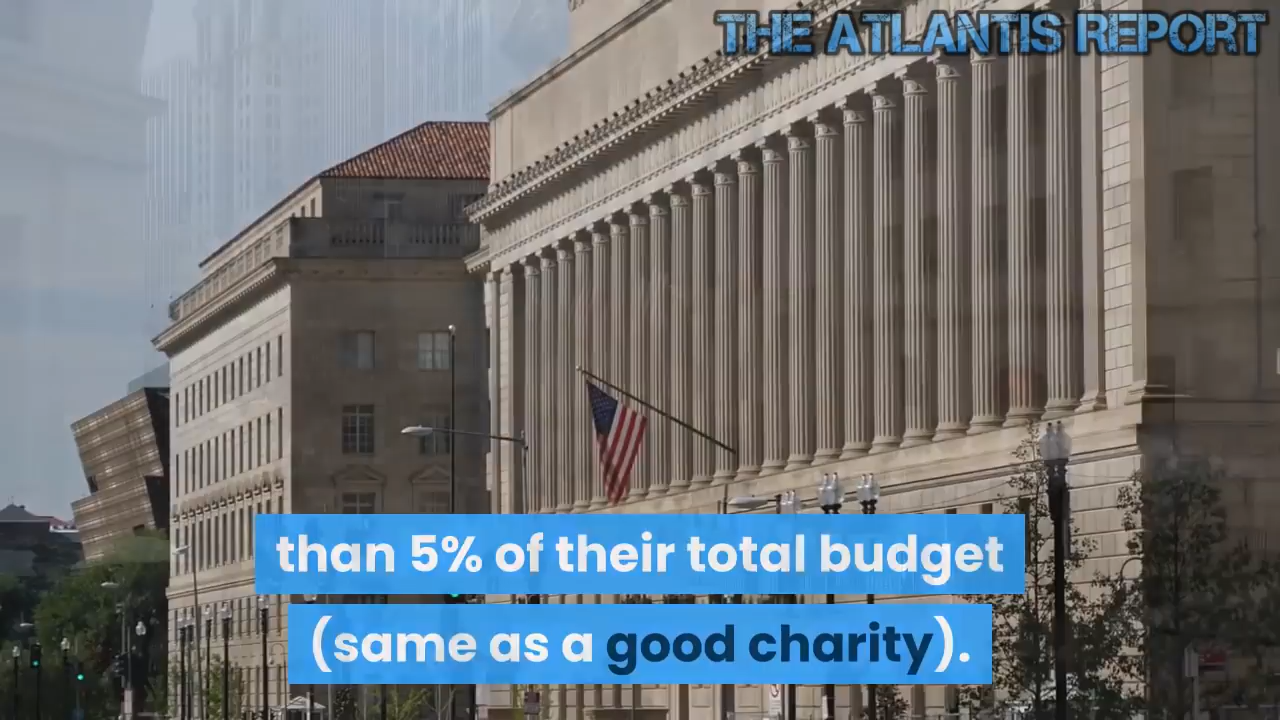 THE ATLANTIS REPORT
than 5% of their total budget
(same as a good charity).